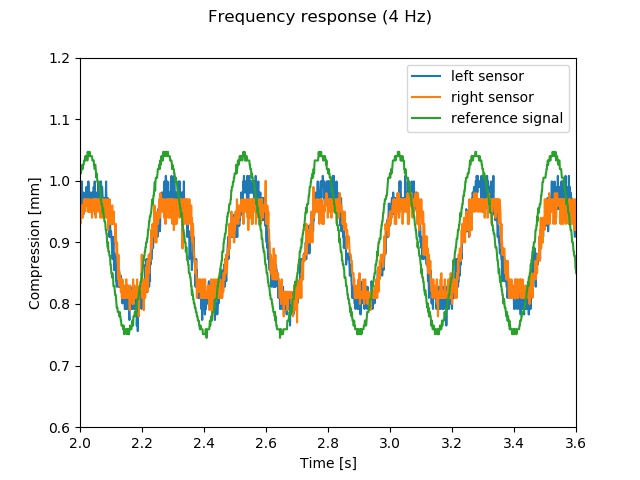 Frequency response (4 Hz)
1.2
1.1
1.0
0.9
0.8
0.7
0.6
Compression [mm]
left sensor
right sensor
reference signal
2.0 2.2 2.4 2.6 2.8 3.0 3.2 3.4 3.6
Time [s]